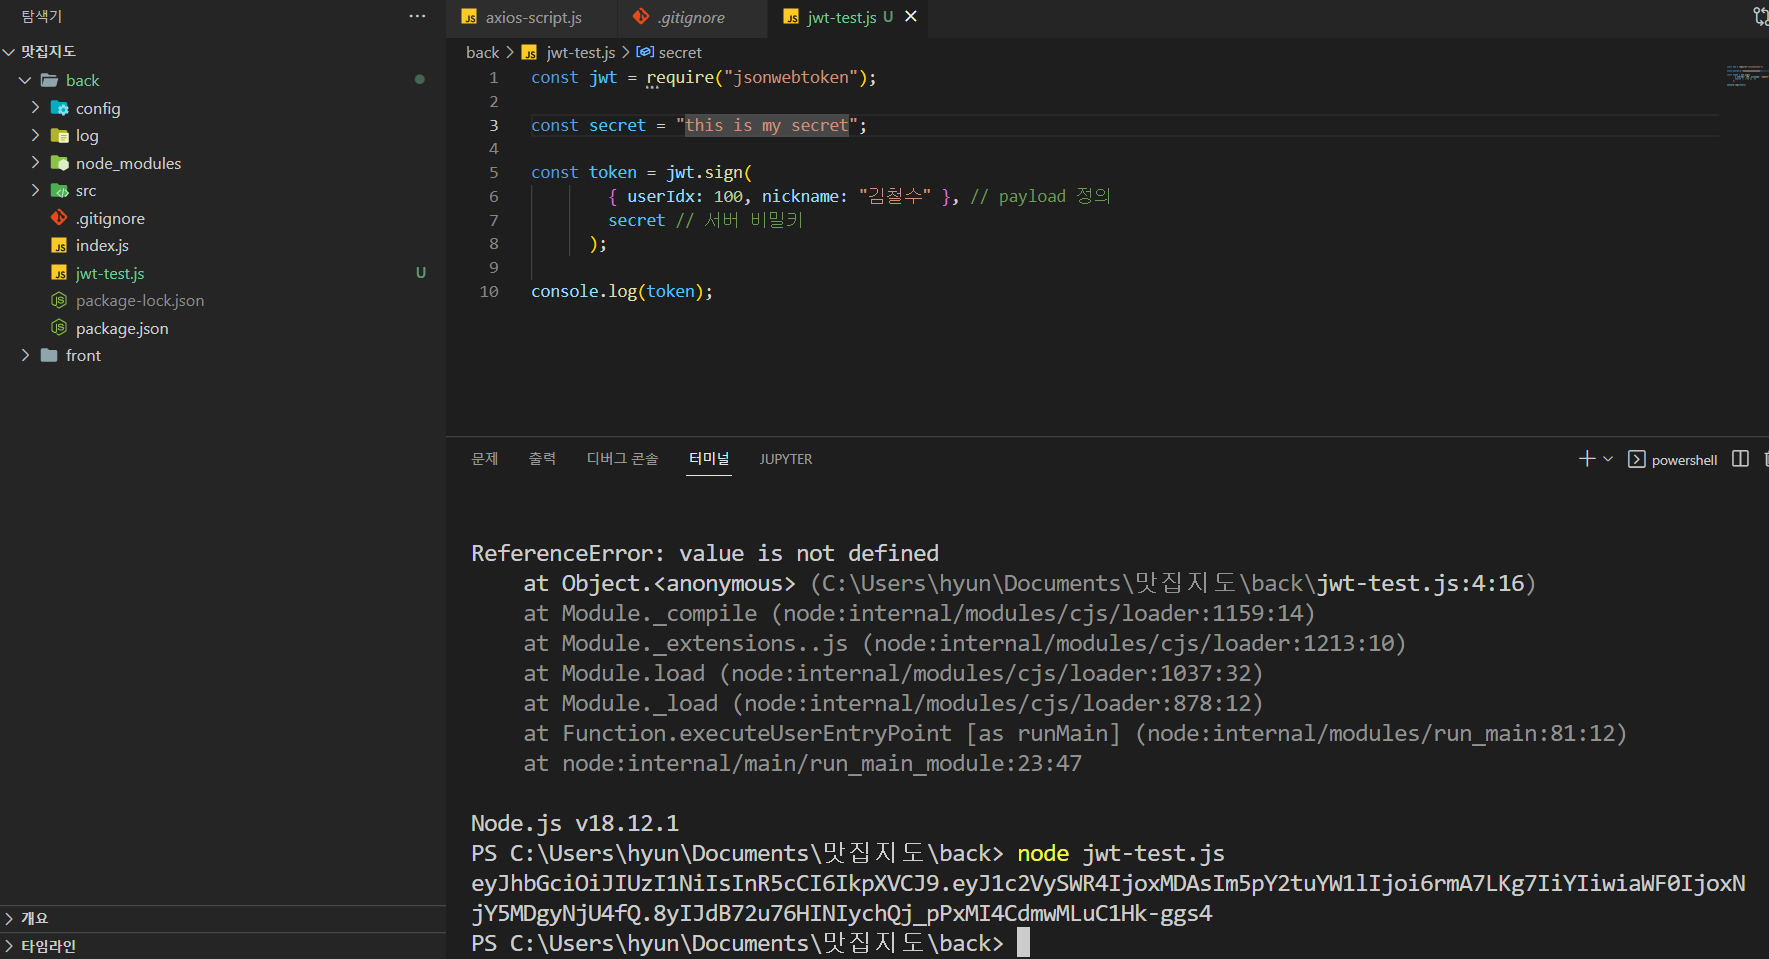 탐색기
···
맛집지도
back
config
log
node_modules
src
.gitignore
index.js
jwt-test.js U
package-lock.json
package.json
front
개요
타임라인
JS axios-script.js
.gitignore
JS jwt-test.js U
back > JS jwt-test.js > secret
1 const jwt = require("jsonwebtoken");
2
3 const secret = "this is my secret";
4
5 const token = jwt.sign(
6 { userIdx: 100, nickname: "김철수" }, // payload 정의
7 secret // 서버 비밀키
8 );
9
10 console.log(token);
문제 출력 디버그 콘솔 터미널 JUPYTER
powershell
ReferenceError: value is not defined
at Object.<anonymous> (C:\Users\hyun\Documents\맛집지도\back\jwt-test.js:4:16)
at Module._compile (node:internal/modules/cjs/loader:1159:14)
at Module._extensions..js (node:internal/modules/cjs/loader:1213:10)
at Module.load (node:internal/modules/cjs/loader:1037:32)
at Module._load (node:internal/modules/cjs/loader:878:12)
at Function.executeUserEntryPoint [as runMain] (node:internal/modules/run_main:81:12)
at node:internal/main/run_main_module:23:47
Node.js v18.12.1
PS C:\Users\hyun\Documents\맛집지도\back> node jwt-test.js
eyJhbGciOiJIUzI1NiIsInR5cCI6IkpXVCJ9.eyJ1c2VySWR4IjoxMDAsIm5pY2tuYW1lIjoi6rmA7LKg7IiYIiwiaWF0IjoxN
jY5MDgyNjU4fQ.8yIJdB72u76HINIychQj_pPxMI4CdmwMLuC1Hk-ggs4
PS C:\Users\hyun\Documents\맛집지도\back>